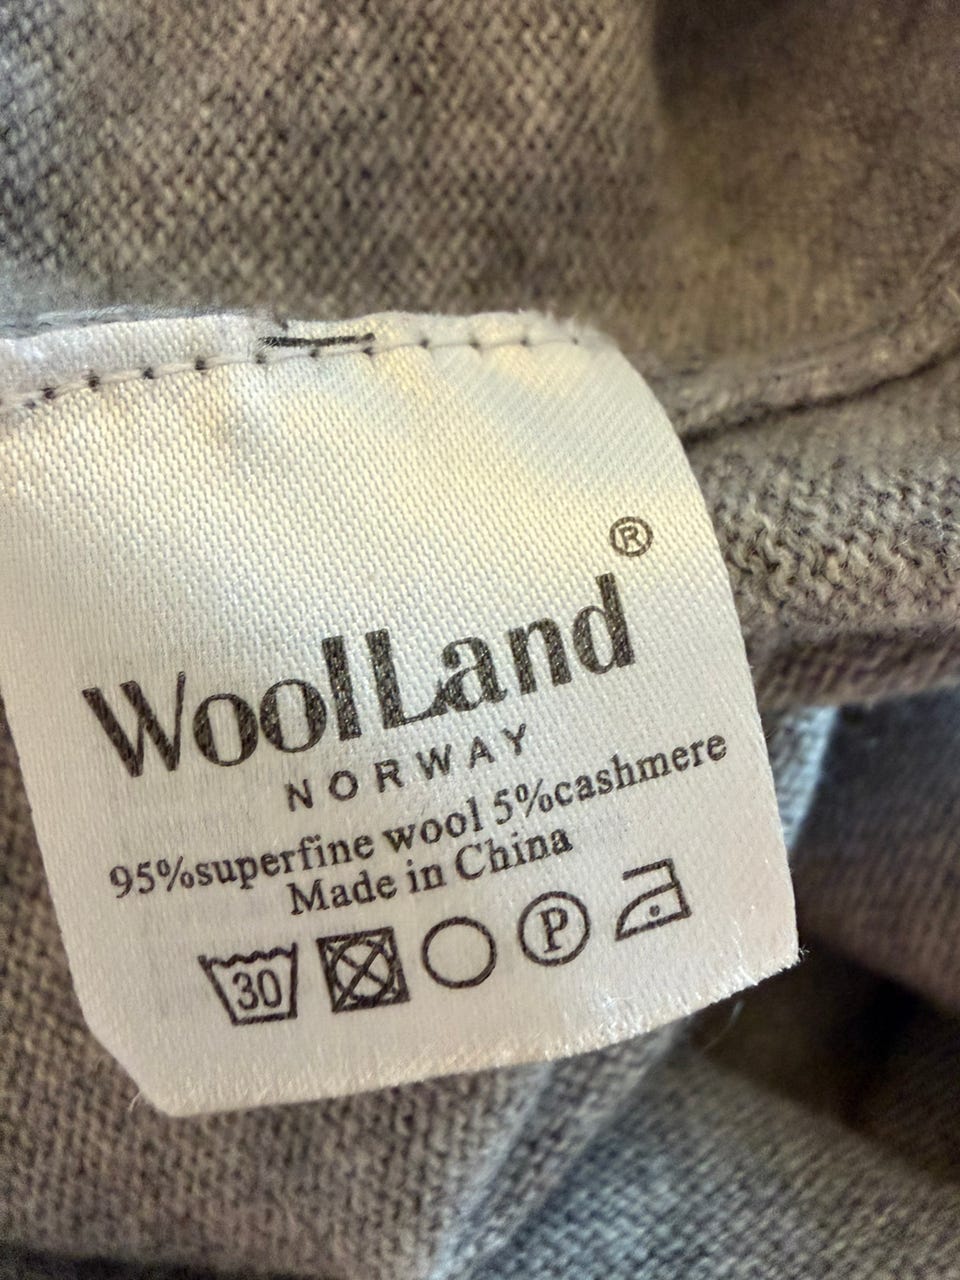 ®
WoolLand
NORWAY
95%superfine wool 5%cashmere
Made in China
30 P